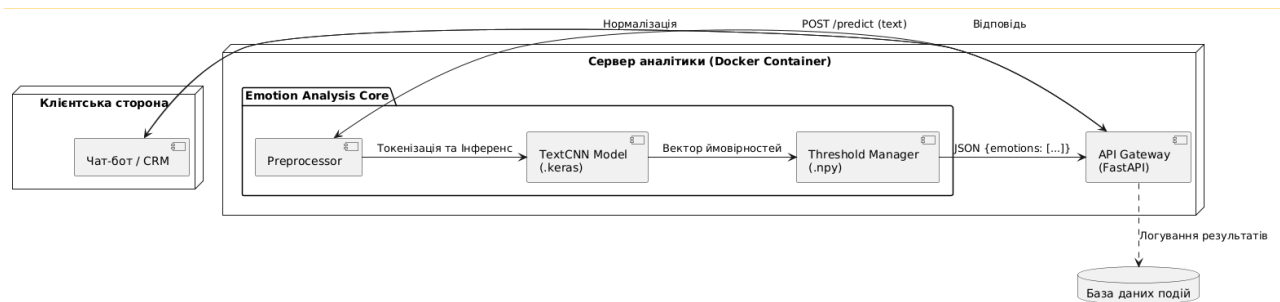 Нормалізація
POST /predict (text)
Відповідь
Сервер аналітики (Docker Container)
Клієнтська сторона
Emotion Analysis Core
Чат-бот / CRM
Preprocessor
Токенізація та Інференс
TextCNN Model
(.keras)
Вектор ймовірностей
Threshold Manager
(.npy)
JSON {emotions: [...]}
API Gateway
(FastAPI)
Логування результатів
База даних подій